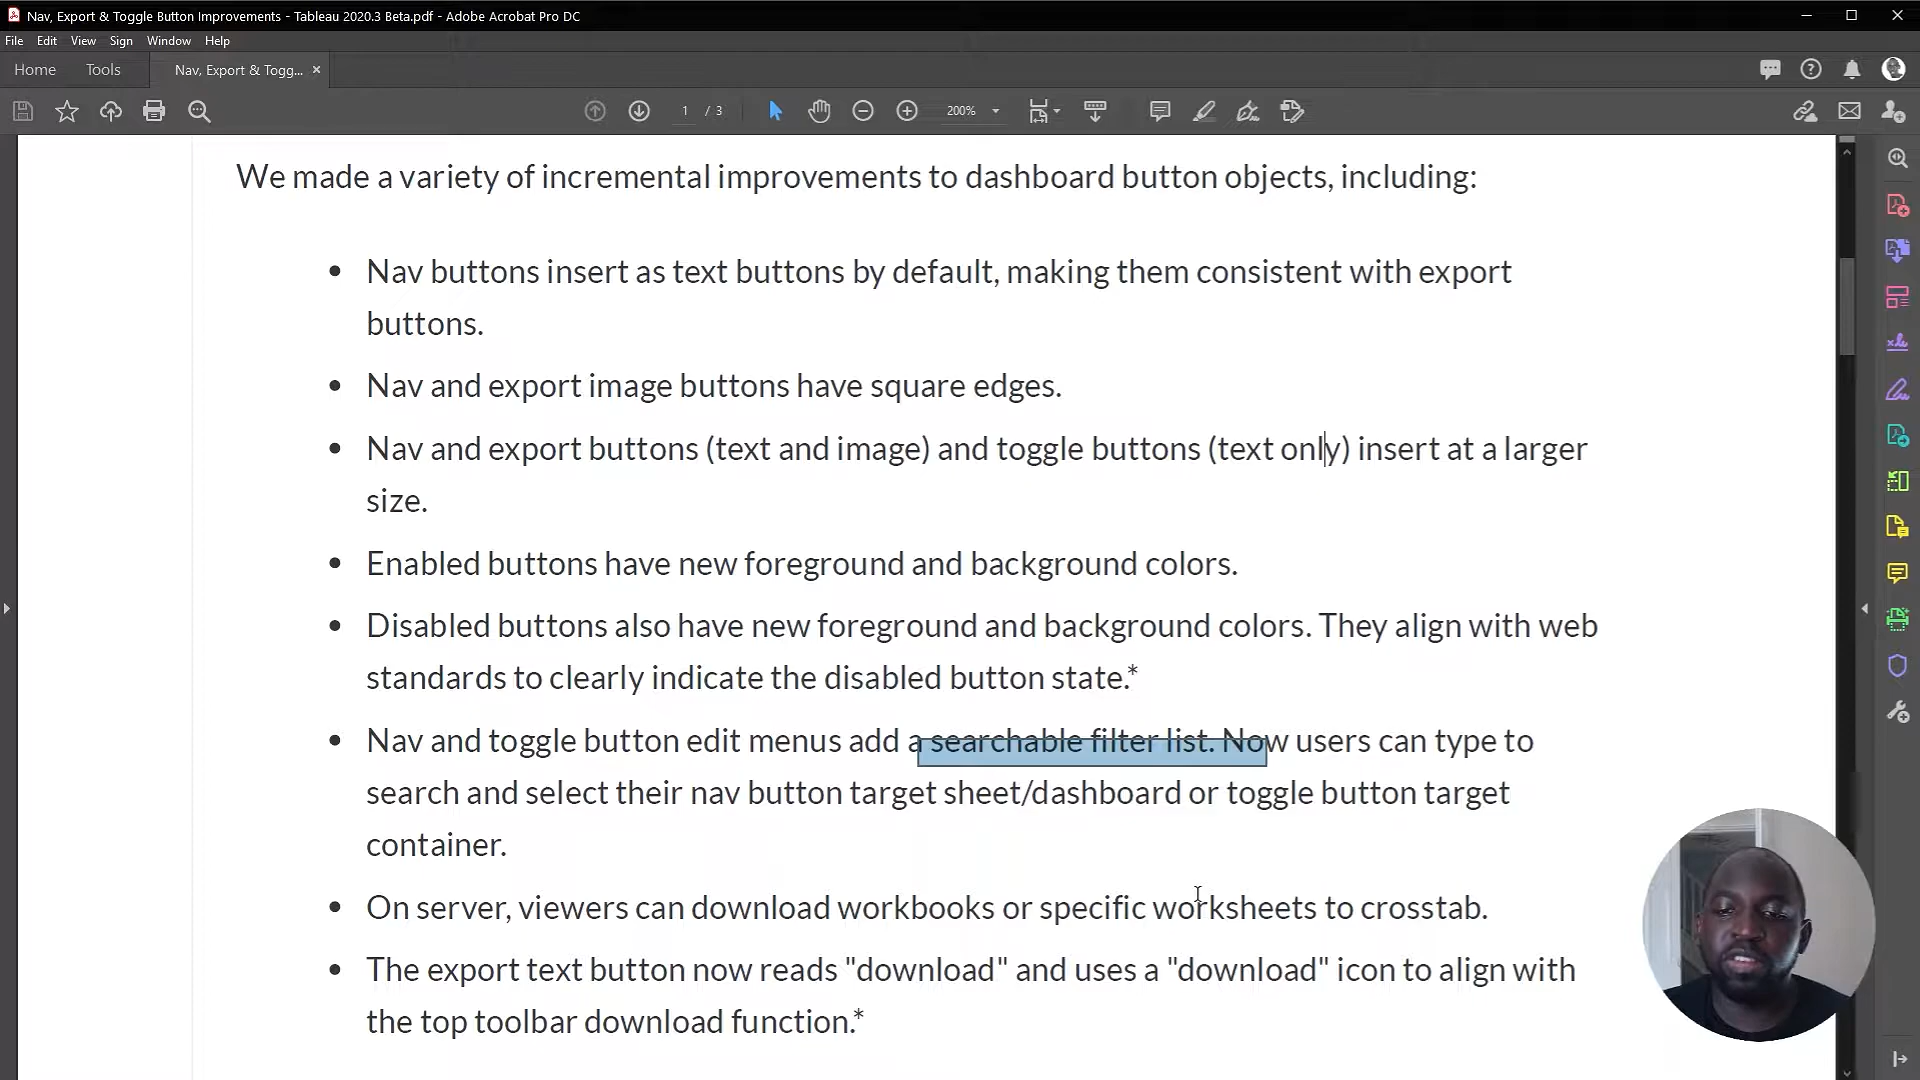 Nav, Export & Toggle Button Improvements - Tableau 2020.3 Beta.pdf - Adobe Acrobat Pro DC
File Edit View Sign Window Help
Home Tools Nav, Export & Togg... ×
1 / 3 200%
We made a variety of incremental improvements to dashboard button objects, including:
• Nav buttons insert as text buttons by default, making them consistent with export
buttons.
• Nav and export image buttons have square edges.
• Nav and export buttons (text and image) and toggle buttons (text only) insert at a larger
size.
• Enabled buttons have new foreground and background colors.
• Disabled buttons also have new foreground and background colors. They align with web
standards to clearly indicate the disabled button state.*
• Nav and toggle button edit menus add a searchable filter list. Now users can type to
search and select their nav button target sheet/dashboard or toggle button target
container.
• On server, viewers can download workbooks or specific worksheets to crosstab.
• The export text button now reads "download" and uses a "download" icon to align with
the top toolbar download function.*